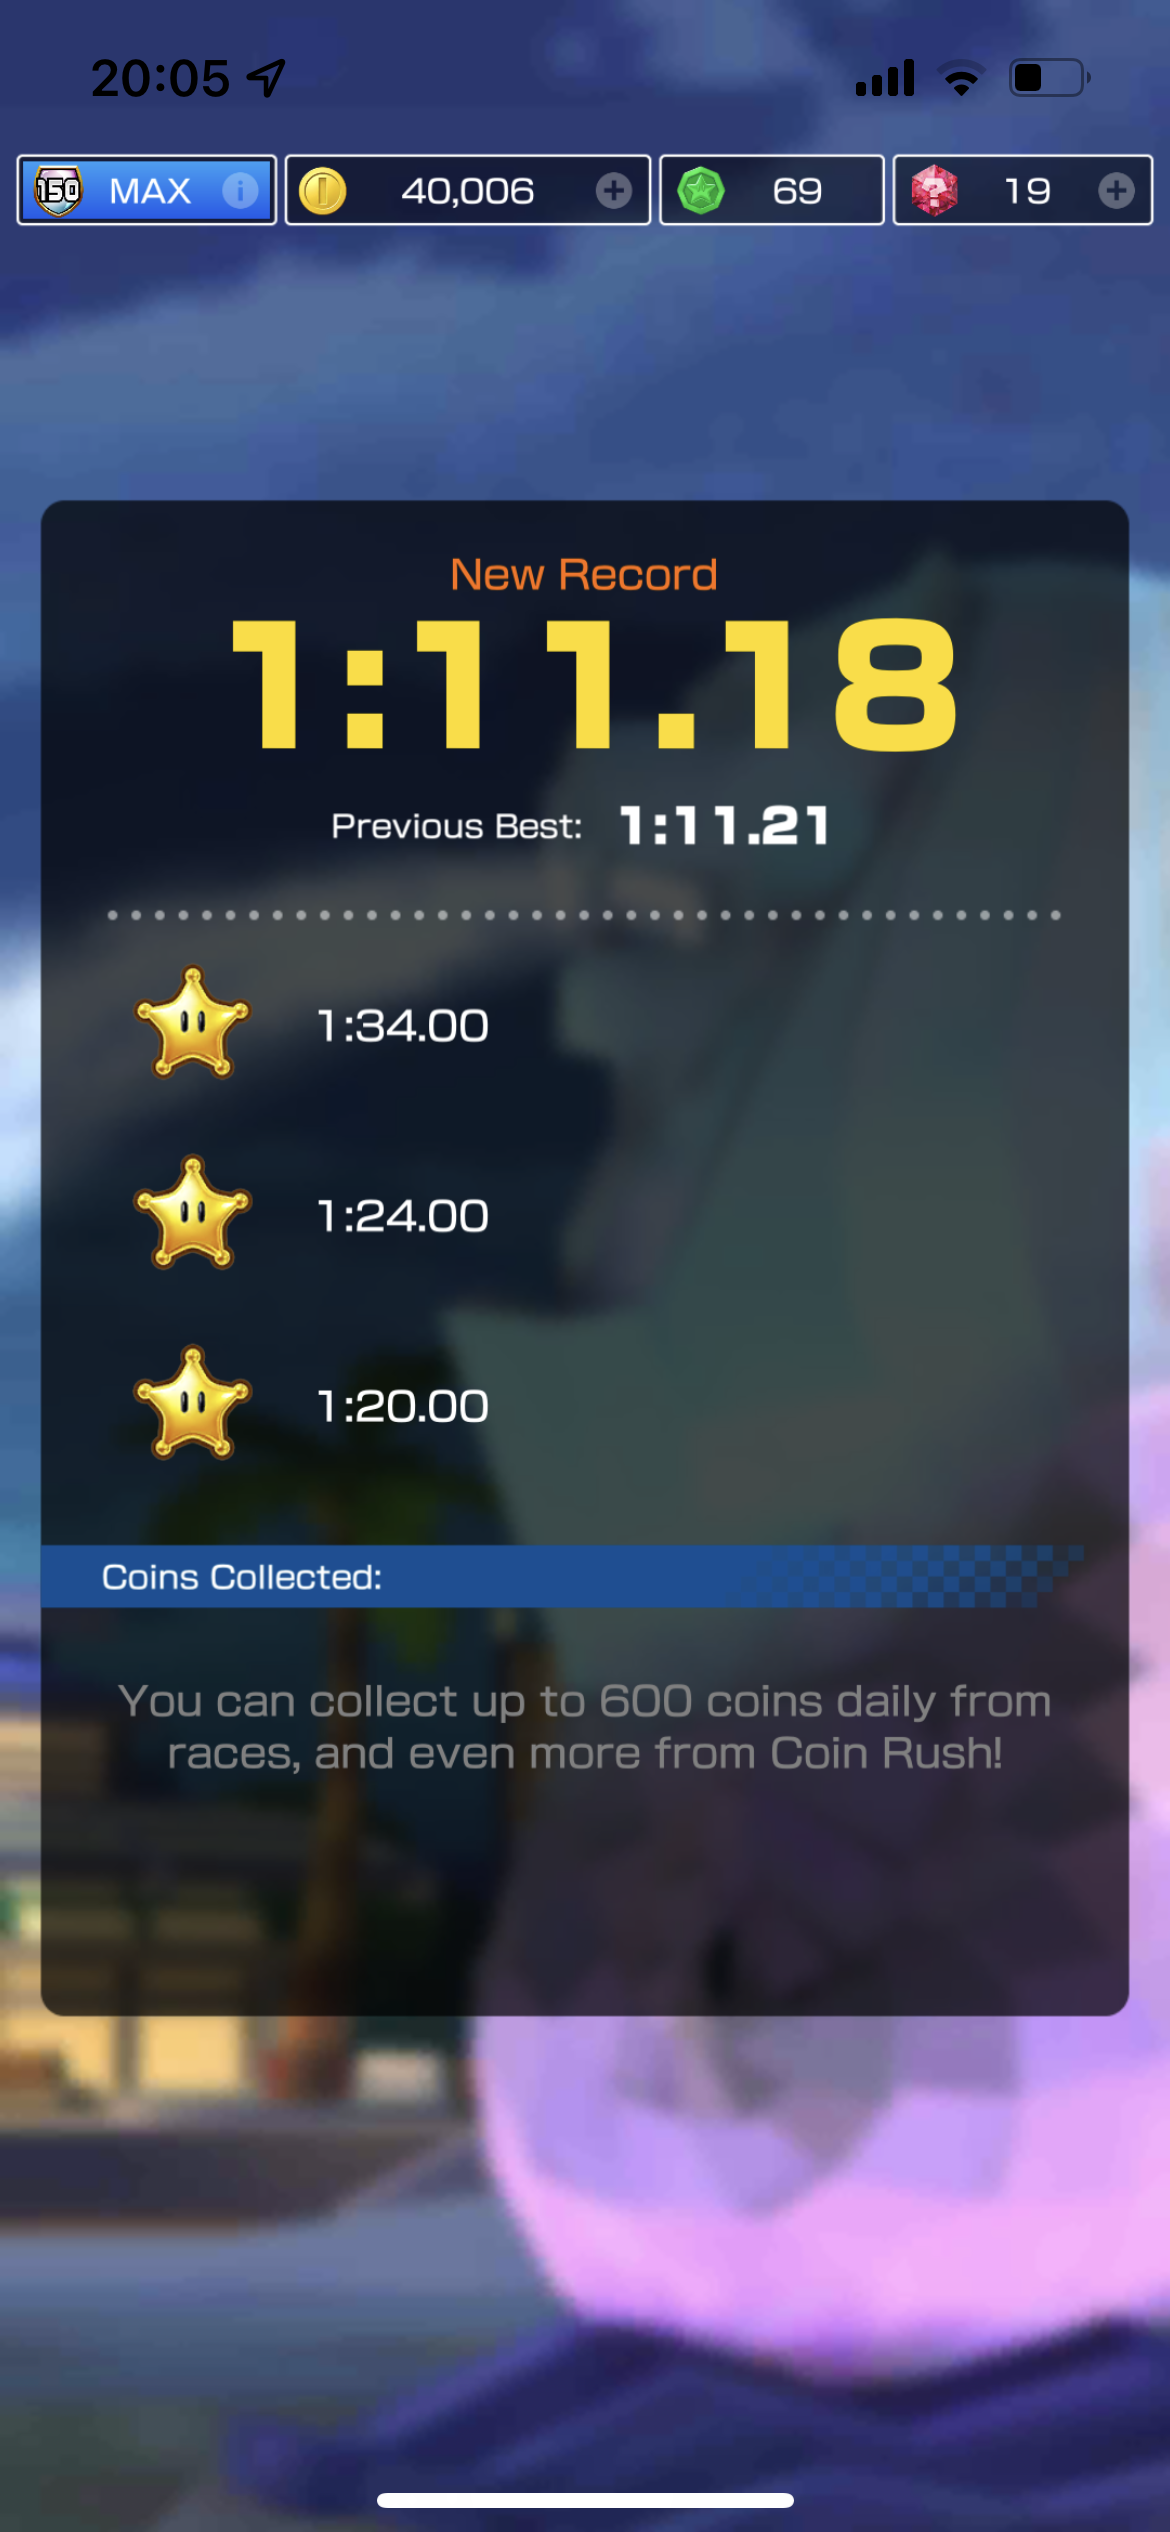 20:05
150 MAX i 40,006 + 69 ? 19 +
New Record
1:11.18
Previous Best: 1:11.21
1:34.00
1:24.00
1:20.00
Coins Collected:
You can collect up to 600 coins daily from
races, and even more from Coin Rush!